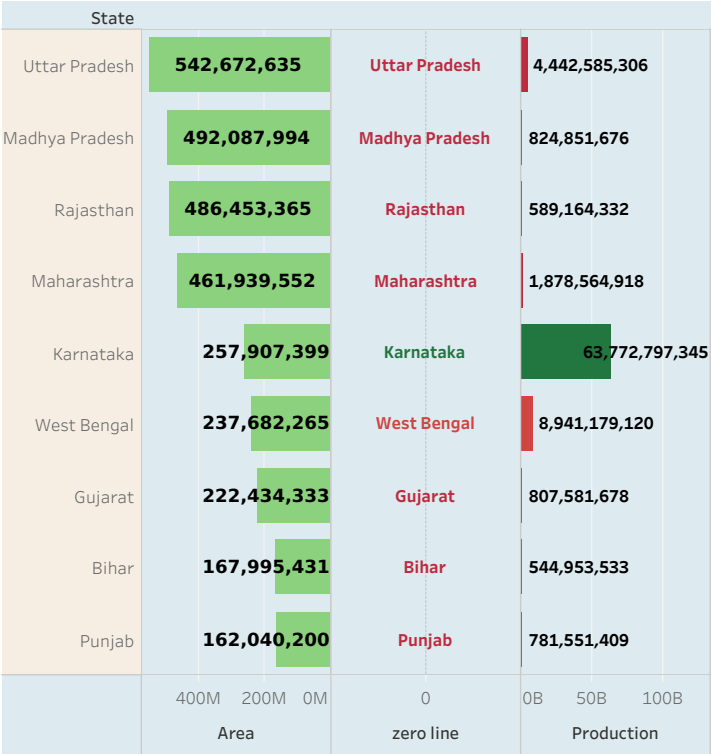 State
Uttar Pradesh 542,672,635 Uttar Pradesh 4,442,585,306
Madhya Pradesh 492,087,994 Madhya Pradesh 824,851,676
Rajasthan 486,453,365 Rajasthan 589,164,332
Maharashtra 461,939,552 Maharashtra 1,878,564,918
Karnataka 257,907,399 Karnataka 63,772,797,345
West Bengal 237,682,265 West Bengal 8,941,179,120
Gujarat 222,434,333 Gujarat 807,581,678
Bihar 167,995,431 Bihar 544,953,533
Punjab 162,040,200 Punjab 781,551,409
400M 200M 0M 0 0B 50B 100B
Area zero line Production